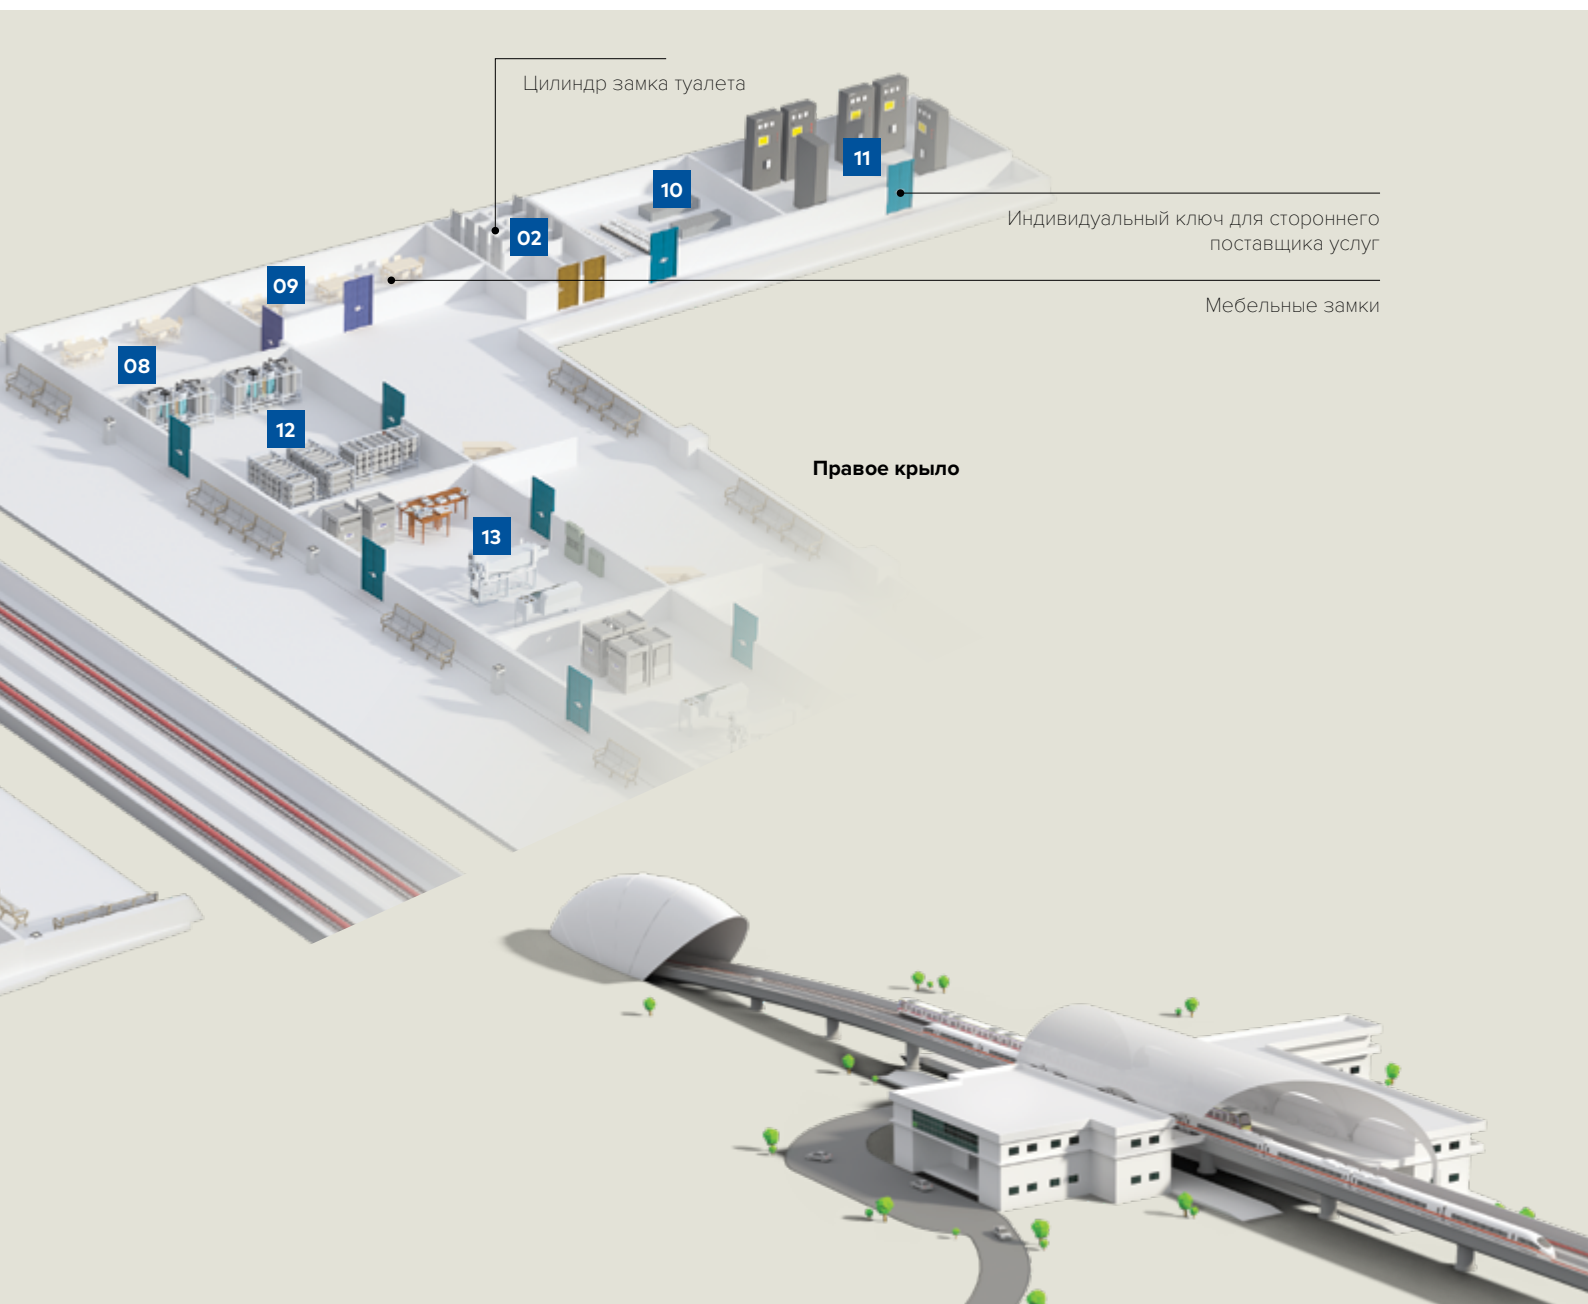 Цилиндр замка туалета
11
10
Индивидуальный ключ для стороннего
поставщика услуг
02
09
Мебельные замки
08
12
Правое крыло
13